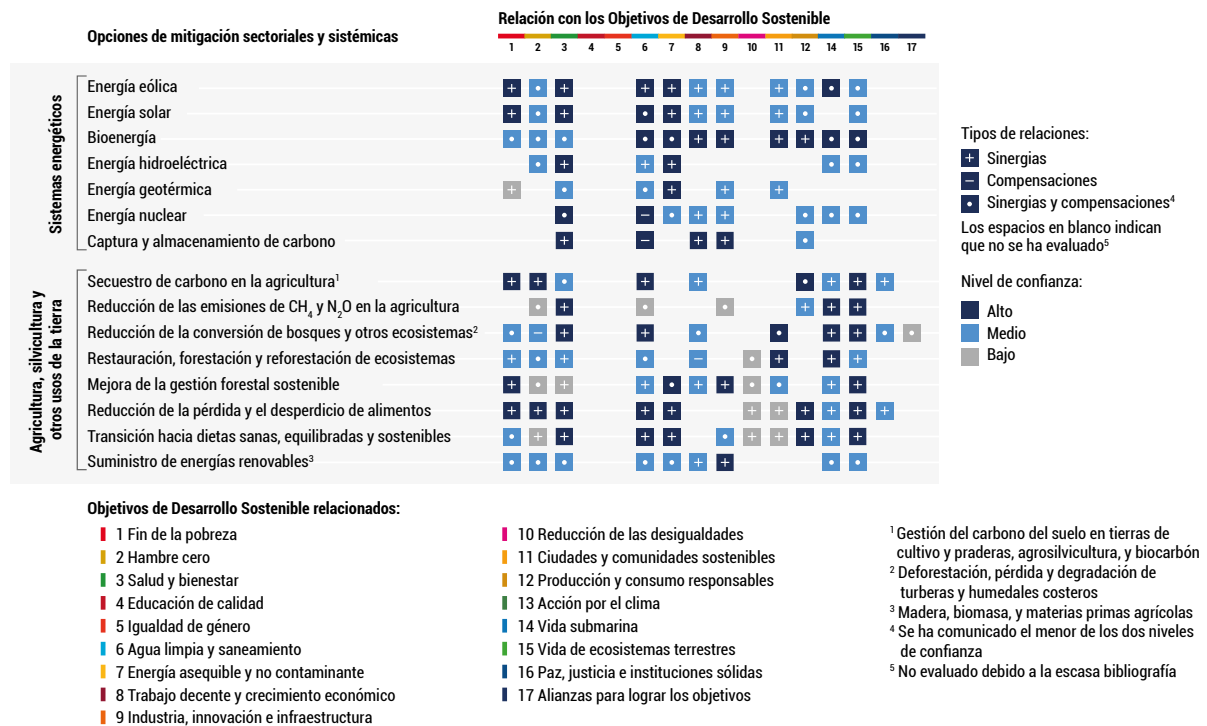 Relación con los Objetivos de Desarrollo Sostenible
Opciones de mitigación sectoriales y sistémicas
1 2 3 4 5 6 7 8 9 10 11 12 14 15 16 17
Sistemas energéticos
Energía eólica
+ • + + + + + + • • •
Energía solar
+ • + • + + + + • •
Bioenergía
• • • • • + + + + • •
Energía hidroeléctrica
• + + + • •
Energía geotérmica
+ • • + + +
Energía nuclear
• − • + + • • •
Captura y almacenamiento de carbono
+ − + + •
Agricultura, silvicultura y otros usos de la tierra
Secuestro de carbono en la agricultura¹
+ + • + + • + + +
Reducción de las emisiones de CH₄ y N₂O en la agricultura
• + • • + + +
Reducción de la conversión de bosques y otros ecosistemas²
• − + + • • + + • •
Restauración, forestación y reforestación de ecosistemas
+ • + • − • + + +
Mejora de la gestión forestal sostenible
+ • + + • + + • • + +
Reducción de la pérdida y el desperdicio de alimentos
+ + + + + + + + + + +
Transición hacia dietas sanas, equilibradas y sostenibles
• + + + + • + + + + +
Suministro de energías renovables³
• • • • • + + • •
Tipos de relaciones:
+ Sinergias
− Compensaciones
• Sinergias y compensaciones⁴
Los espacios en blanco indican
que no se ha evaluado⁵
Nivel de confianza:
Alto
Medio
Bajo
Objetivos de Desarrollo Sostenible relacionados:
1 Fin de la pobreza
2 Hambre cero
3 Salud y bienestar
4 Educación de calidad
5 Igualdad de género
6 Agua limpia y saneamiento
7 Energía asequible y no contaminante
8 Trabajo decente y crecimiento económico
9 Industria, innovación e infraestructura
10 Reducción de las desigualdades
11 Ciudades y comunidades sostenibles
12 Producción y consumo responsables
13 Acción por el clima
14 Vida submarina
15 Vida de ecosistemas terrestres
16 Paz, justicia e instituciones sólidas
17 Alianzas para lograr los objetivos
¹ Gestión del carbono del suelo en tierras de
cultivo y praderas, agrosilvicultura, y biocarbón
² Deforestación, pérdida y degradación de
turberas y humedales costeros
³ Madera, biomasa, y materias primas agrícolas
⁴ Se ha comunicado el menor de los dos niveles
de confianza
⁵ No evaluado debido a la escasa bibliografía